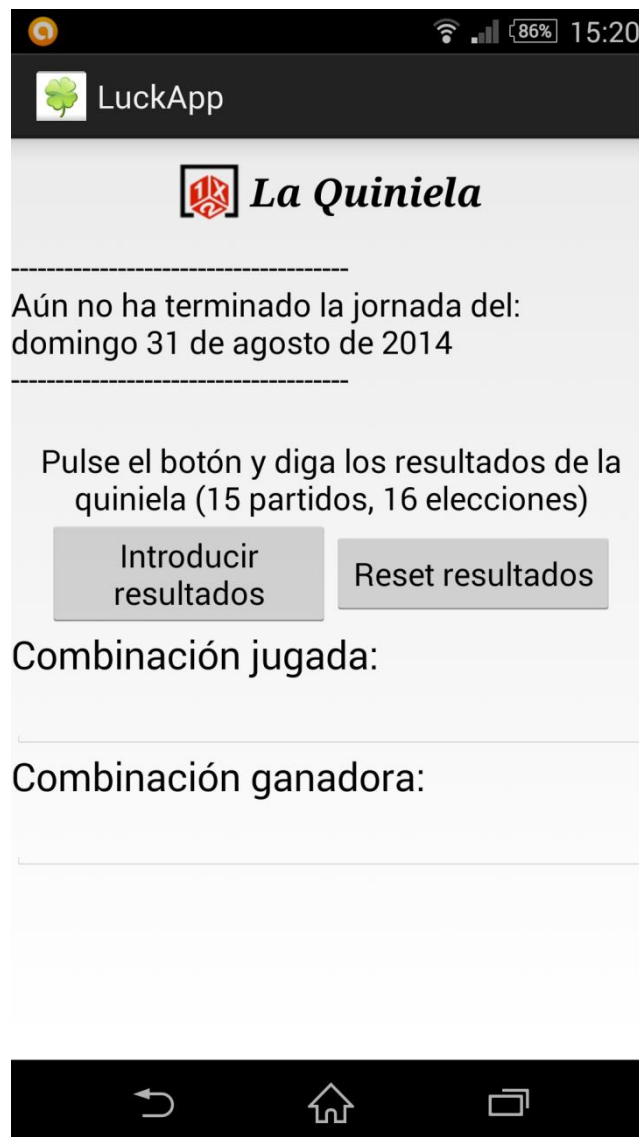 86% 15:20
LuckApp
1X2 La Quiniela
--------------------------------------
Aún no ha terminado la jornada del:
domingo 31 de agosto de 2014
--------------------------------------
Pulse el botón y diga los resultados de la
quiniela (15 partidos, 16 elecciones)
Introducir
resultados
Reset resultados
Combinación jugada:
Combinación ganadora: